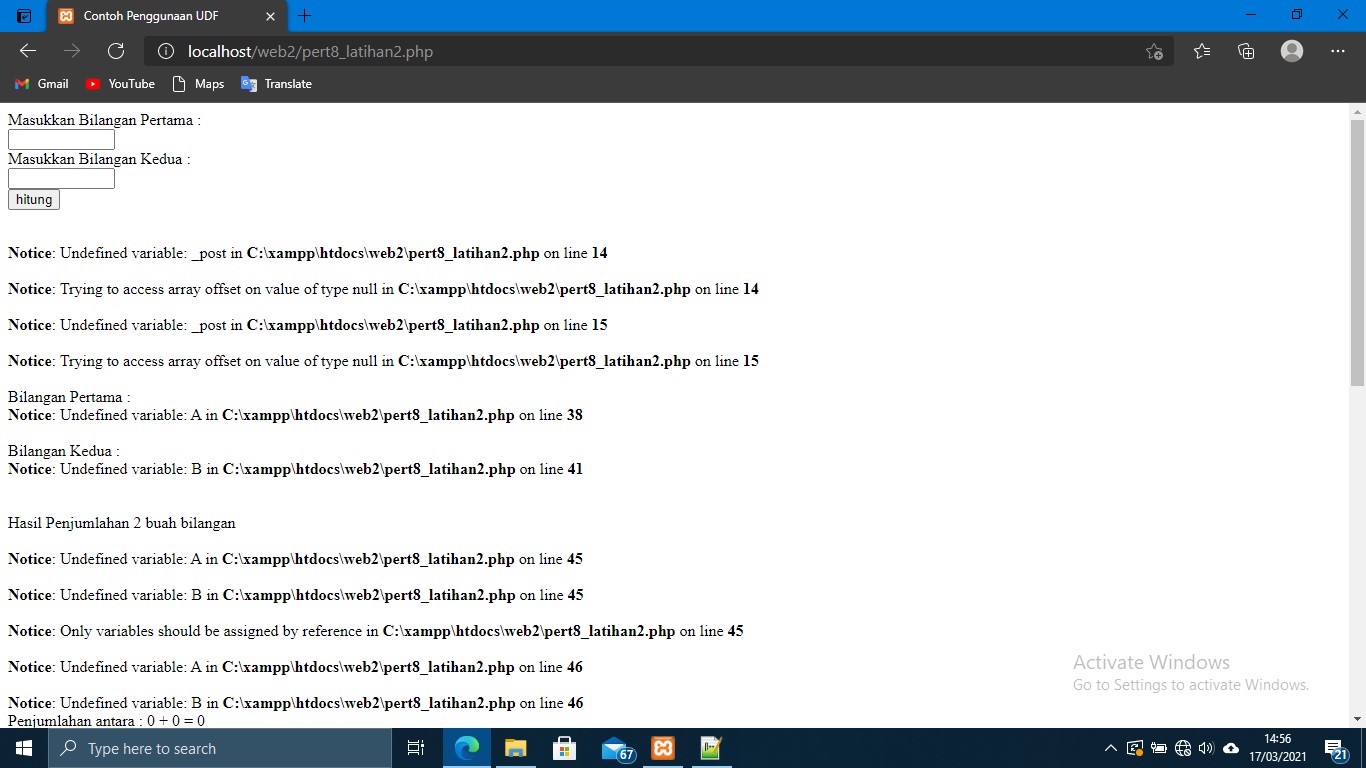 Contoh Penggunaan UDF
localhost/web2/pert8_latihan2.php
Gmail YouTube Maps Translate
Masukkan Bilangan Pertama :
Masukkan Bilangan Kedua :
hitung
Notice: Undefined variable: _post in C:\xampp\htdocs\web2\pert8_latihan2.php on line 14
Notice: Trying to access array offset on value of type null in C:\xampp\htdocs\web2\pert8_latihan2.php on line 14
Notice: Undefined variable: _post in C:\xampp\htdocs\web2\pert8_latihan2.php on line 15
Notice: Trying to access array offset on value of type null in C:\xampp\htdocs\web2\pert8_latihan2.php on line 15
Bilangan Pertama :
Notice: Undefined variable: A in C:\xampp\htdocs\web2\pert8_latihan2.php on line 38
Bilangan Kedua :
Notice: Undefined variable: B in C:\xampp\htdocs\web2\pert8_latihan2.php on line 41
Hasil Penjumlahan 2 buah bilangan
Notice: Undefined variable: A in C:\xampp\htdocs\web2\pert8_latihan2.php on line 45
Notice: Undefined variable: B in C:\xampp\htdocs\web2\pert8_latihan2.php on line 45
Notice: Only variables should be assigned by reference in C:\xampp\htdocs\web2\pert8_latihan2.php on line 45
Notice: Undefined variable: A in C:\xampp\htdocs\web2\pert8_latihan2.php on line 46
Notice: Undefined variable: B in C:\xampp\htdocs\web2\pert8_latihan2.php on line 46
Penjumlahan antara : 0 + 0 = 0
Activate Windows
Go to Settings to activate Windows.
Type here to search
67
14:56
17/03/2021
21